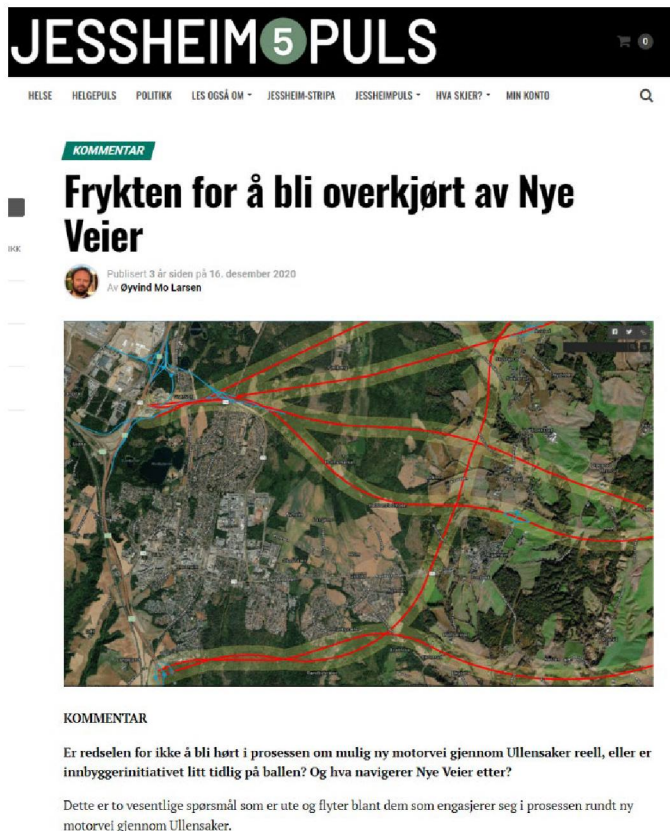 JESSHEIM 5 PULS
0
HELSE HELGEPULS POLITIKK LES OGSÅ OM JESSHEIM-STRIPA JESSHEIMPULS HVA SKJER? MIN KONTO
KOMMENTAR
Frykten for å bli overkjørt av Nye
Veier
IKK
Publisert 3 år siden på 16. desember 2020
Av Øyvind Mo Larsen
KOMMENTAR
Er redselen for ikke å bli hørt i prosessen om mulig ny motorvei gjennom Ullensaker reell, eller er
innbyggerinitiativet litt tidlig på ballen? Og hva navigerer Nye Veier etter?
Dette er to vesentlige spørsmål som er ute og flyter blant dem som engasjerer seg i prosessen rundt ny
motorvei gjennom Ullensaker.